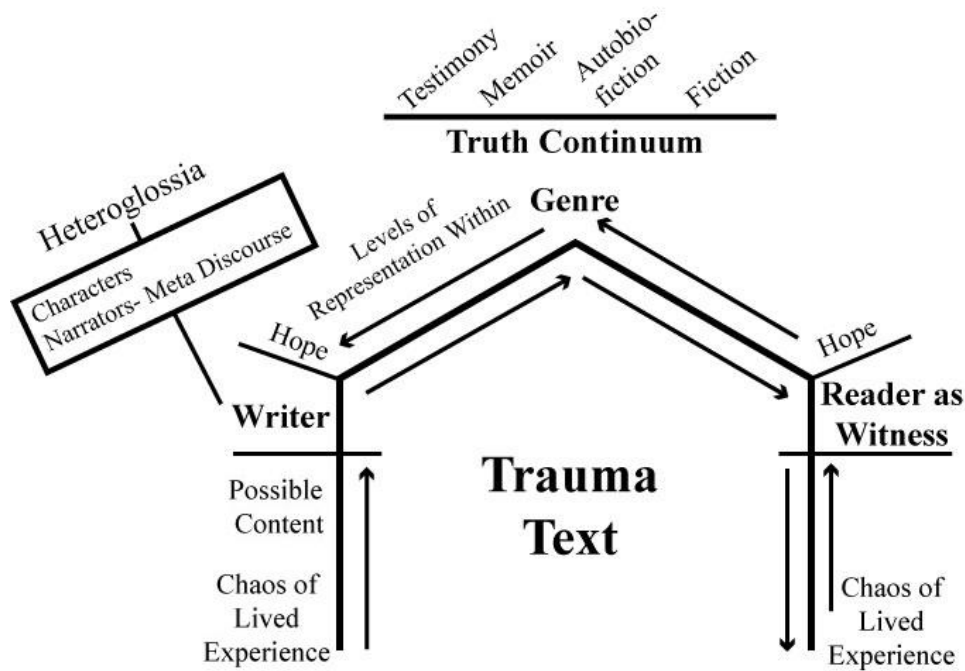 Testimony
Memoir
Autobio-
fiction
Fiction
Truth Continuum
Genre
Levels of
Representation Within
Heteroglossia
Characters
Narrators- Meta Discourse
Hope
Hope
Writer
Reader as
Witness
Trauma
Text
Possible
Content
Chaos of
Lived
Experience
Chaos of
Lived
Experience